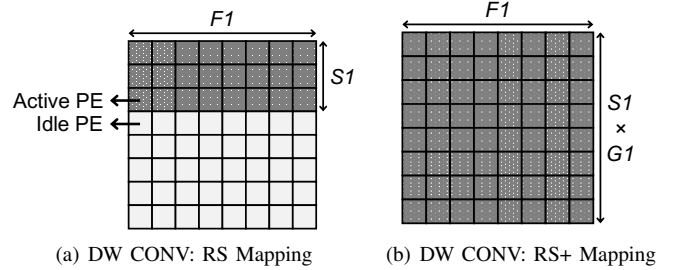 F1
S1
Active PE
Idle PE
(a) DW CONV: RS Mapping
F1
S1
×
G1
(b) DW CONV: RS+ Mapping